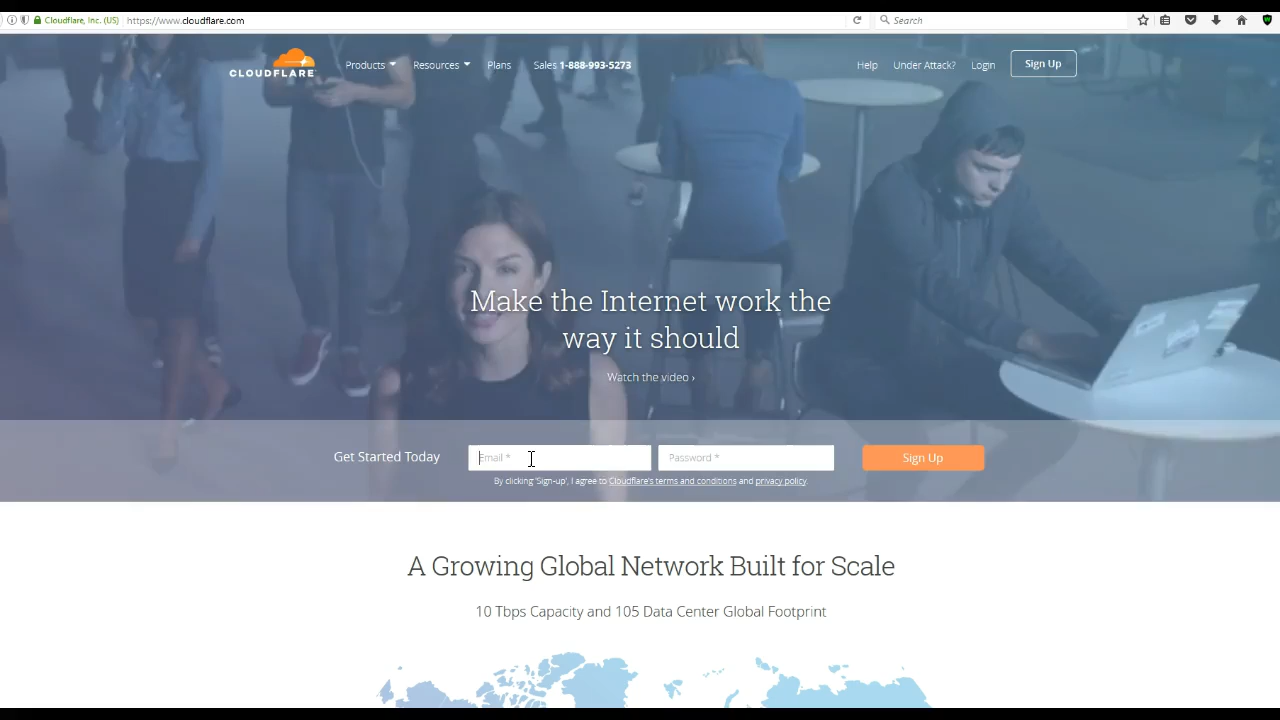 Cloudflare, Inc. (US)
https://www.cloudflare.com
Search
CLOUDFLARE
Products
Resources
Plans
Sales 1-888-993-5273
Help
Under Attack?
Login
Sign Up
Make the Internet work the
way it should
Watch the video ›
Get Started Today
Email *
Password *
Sign Up
By clicking 'Sign-up', I agree to Cloudflare's terms and conditions and privacy policy.
A Growing Global Network Built for Scale
10 Tbps Capacity and 105 Data Center Global Footprint